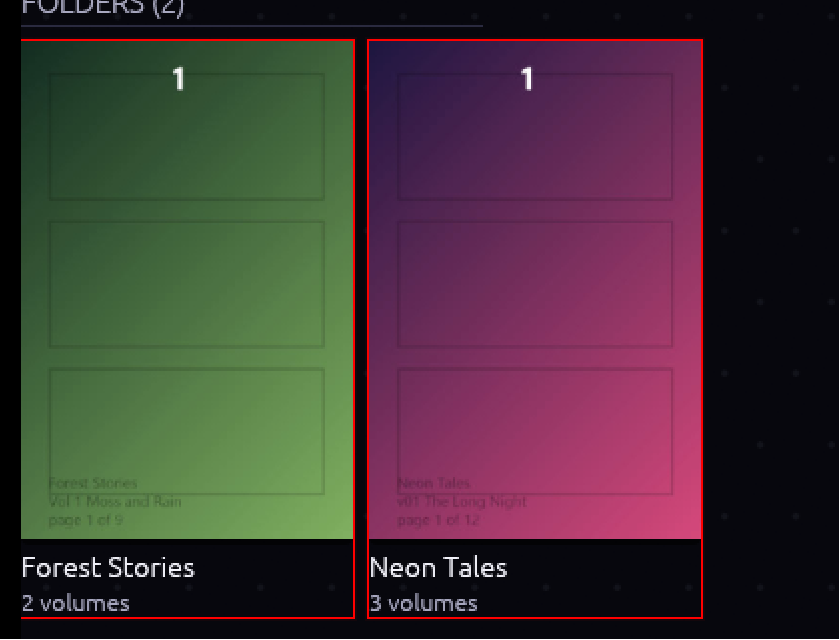 FOLDERS (2)
1
Forest Stories
Vol 1 Moss and Rain
page 1 of 9
Forest Stories
2 volumes
1
Neon Tales
v01 The Long Night
page 1 of 12
Neon Tales
3 volumes